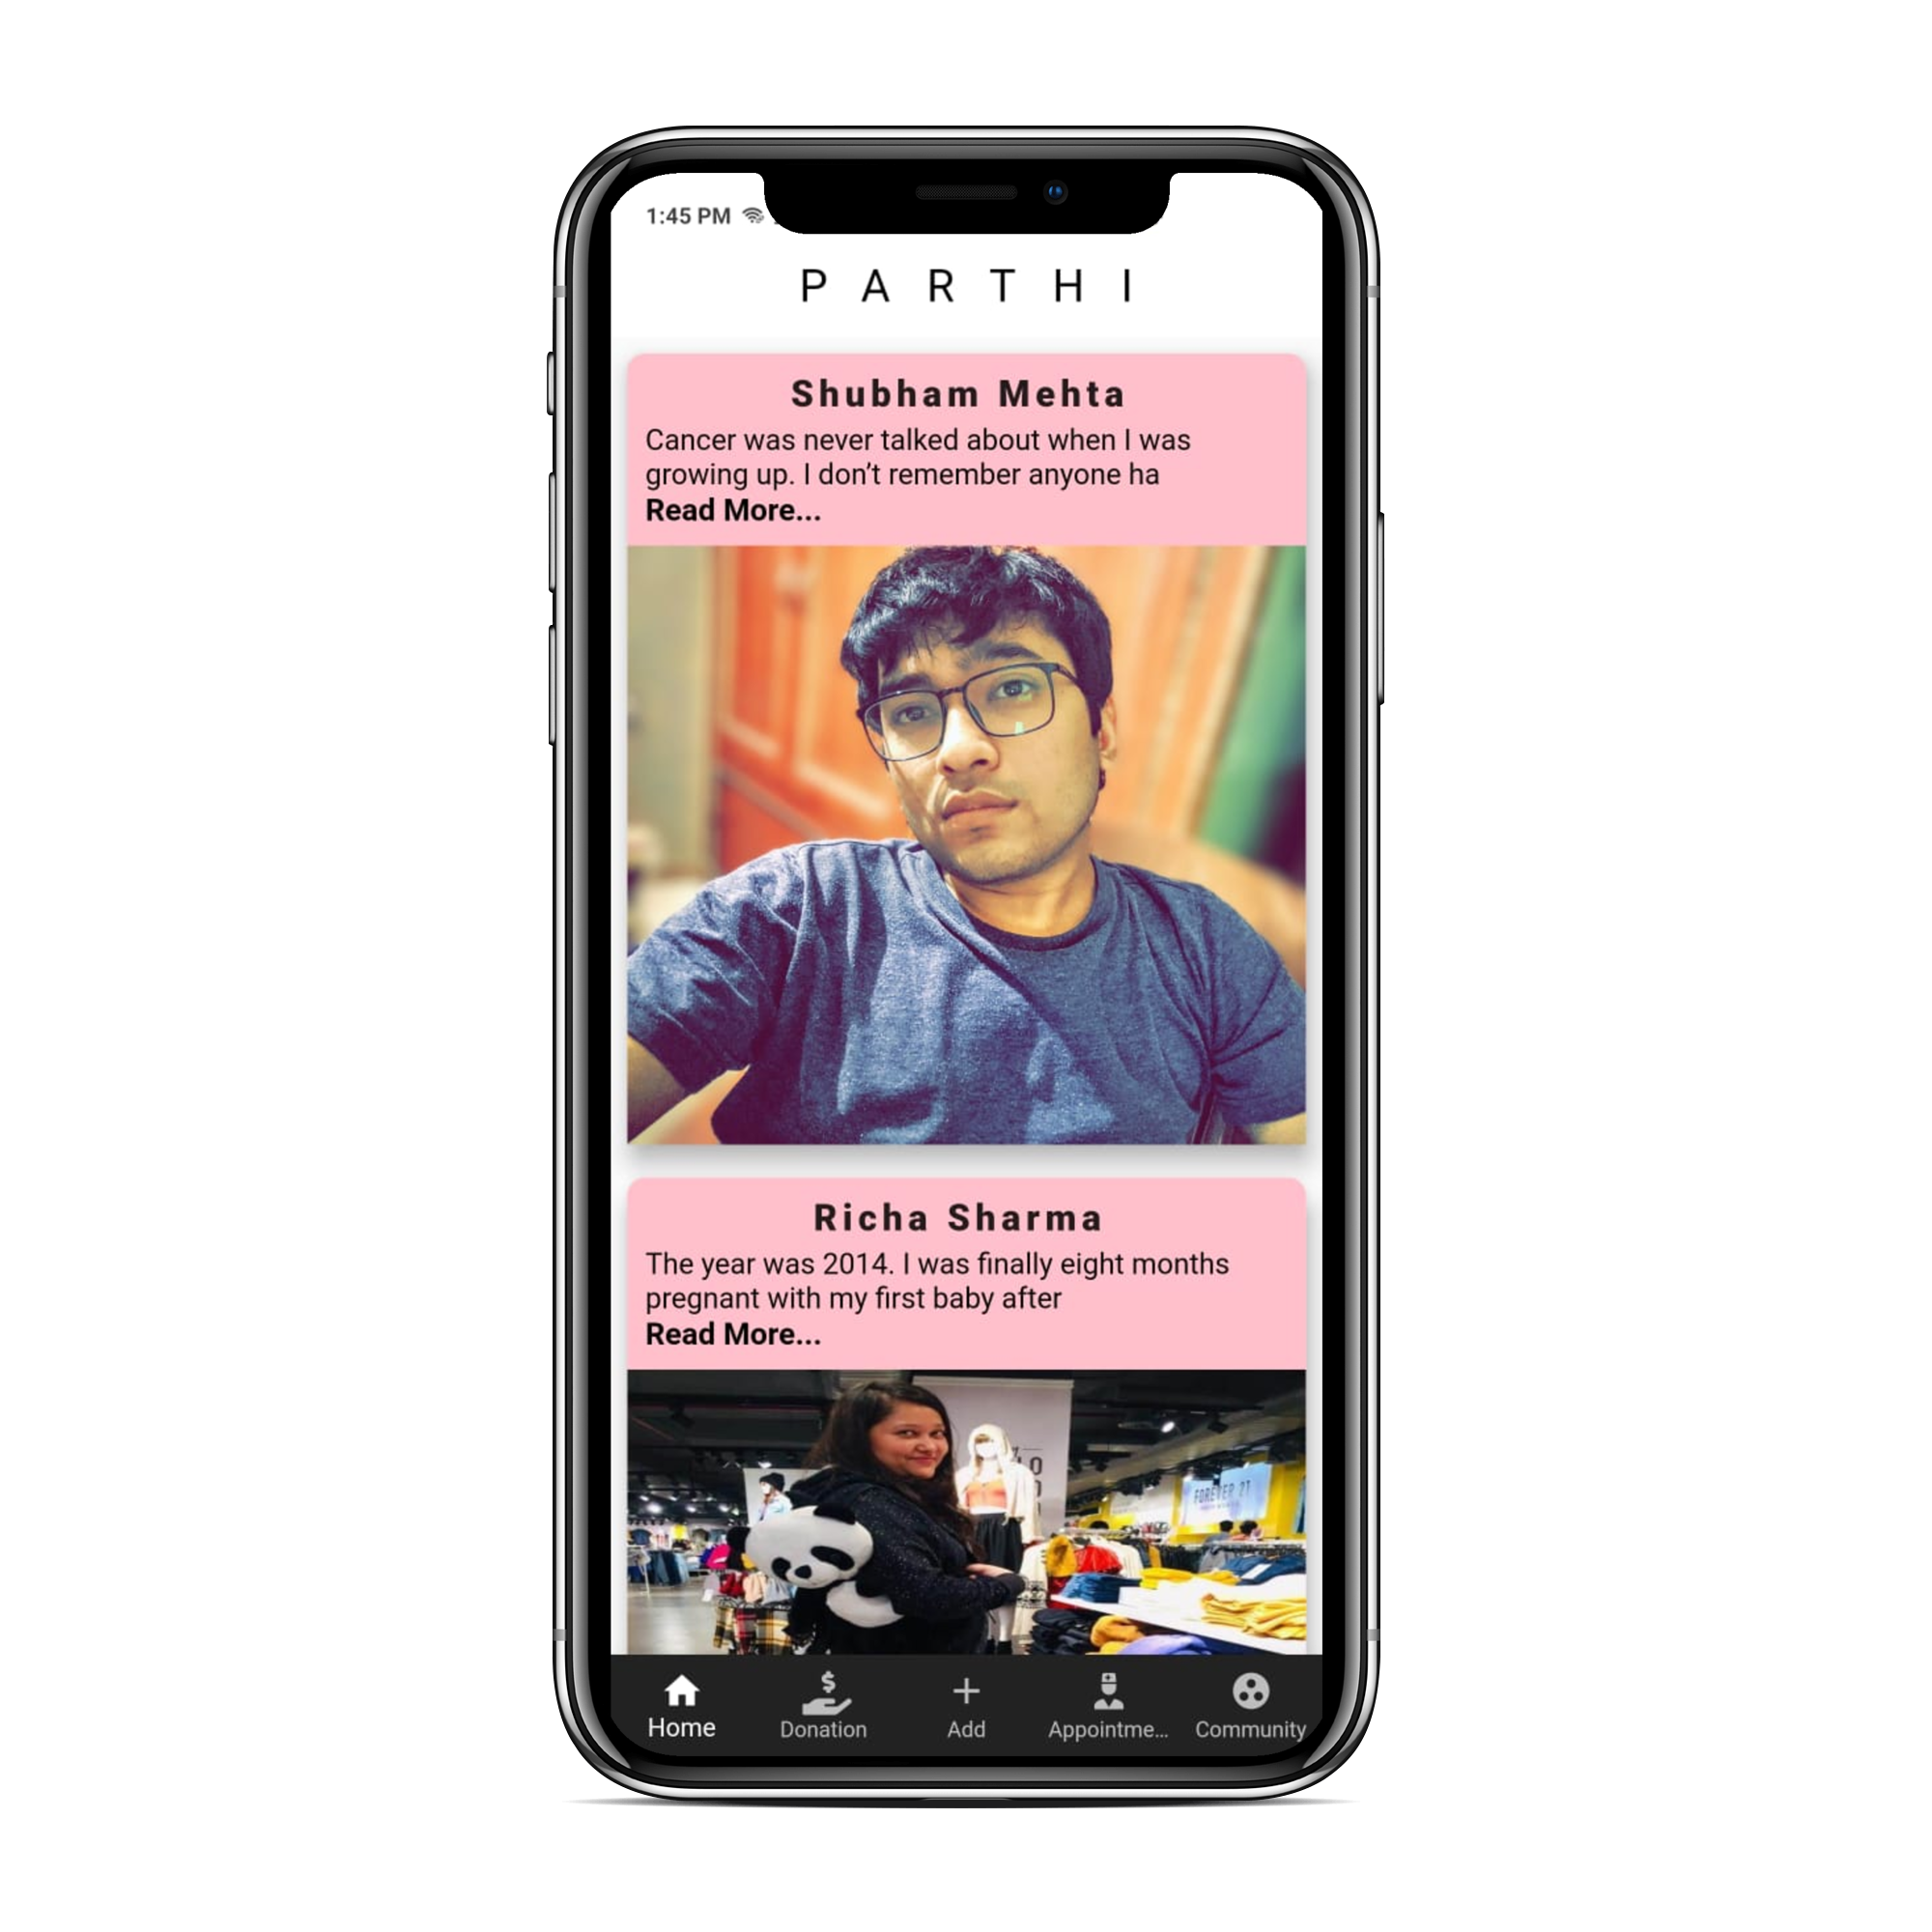 1:45 PM
P A R T H I
Shubham Mehta
Cancer was never talked about when I was
growing up. I don’t remember anyone ha
Read More...
Richa Sharma
The year was 2014. I was finally eight months
pregnant with my first baby after
Read More...
FOREVER 21
Home
Donation
Add
Appointme...
Community